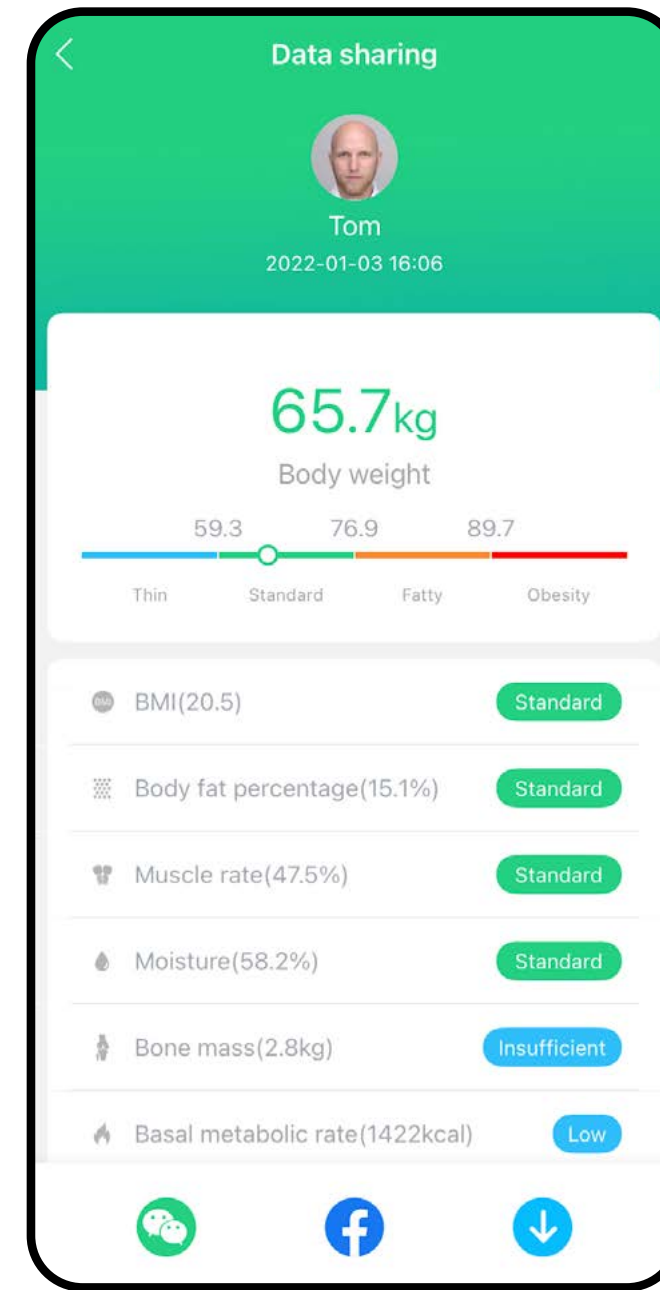 Data sharing
Tom
2022-01-03 16:06
65.7kg
Body weight
59.3 76.9 89.7
Thin Standard Fatty Obesity
BMI(20.5) Standard
Body fat percentage(15.1%) Standard
Muscle rate(47.5%) Standard
Moisture(58.2%) Standard
Bone mass(2.8kg) Insufficient
Basal metabolic rate(1422kcal) Low